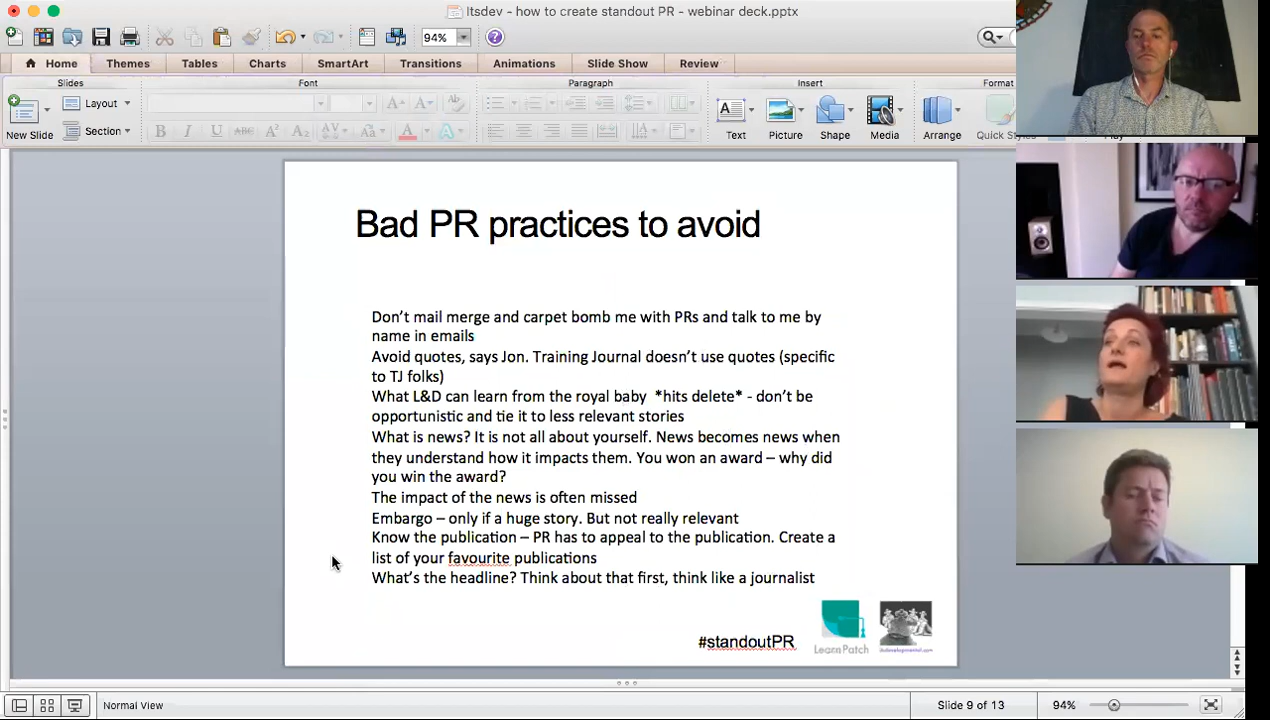 ltsdev - how to create standout PR - webinar deck.pptx
94%
Home Themes Tables Charts SmartArt Transitions Animations Slide Show Review
Slides Font Paragraph Insert Format
Layout
Section
New Slide
B I U ABC A² A₂ AV Aa A A
Text Picture Shape Media Arrange Quick Styles Play
Bad PR practices to avoid
Don't mail merge and carpet bomb me with PRs and talk to me by
name in emails
Avoid quotes, says Jon. Training Journal doesn't use quotes (specific
to TJ folks)
What L&D can learn from the royal baby *hits delete* - don't be
opportunistic and tie it to less relevant stories
What is news? It is not all about yourself. News becomes news when
they understand how it impacts them. You won an award – why did
you win the award?
The impact of the news is often missed
Embargo – only if a huge story. But not really relevant
Know the publication – PR has to appeal to the publication. Create a
list of your favourite publications
What's the headline? Think about that first, think like a journalist
#standoutPR
LearnPatch
Normal View
Slide 9 of 13
94%